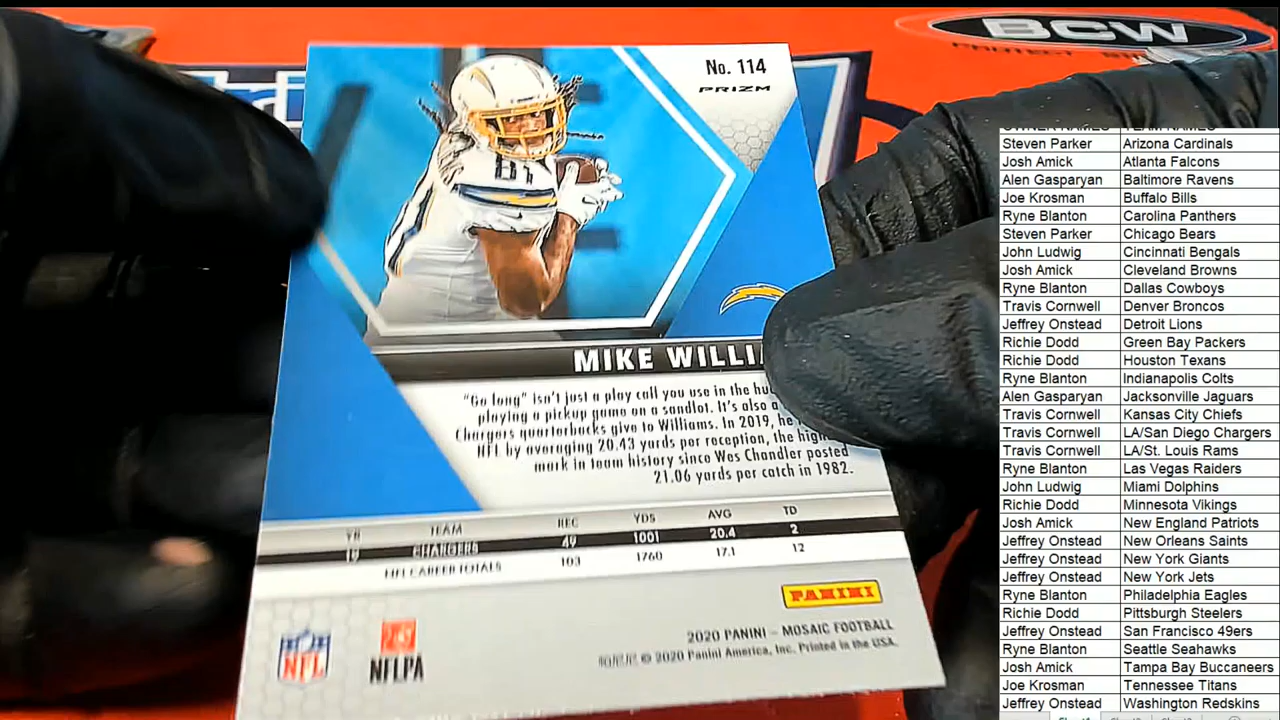 BCW
No. 114
PRIZM
81
MIKE WILLI
"Go long" isn't just a play call you use in the
playing a pickup game on a sandlot. It's also a
Chargers quarterbacks give to Williams. In 2019, he
NFL by averaging 20.43 yards per reception, the
mark in team history since Wes Chandler posted
21.06 yards per catch in 1982.
YR TEAM REC YDS AVG TD
19 CHARGERS 49 1001 20.4 2
NFL CAREER TOTALS 103 1760 17.1 12
PANINI
2020 PANINI – MOSAIC FOOTBALL
© 2020 Panini America, Inc. Printed in the USA.
NFL
NFLPA
OWNER NAMES TEAM NAMES
Steven Parker Arizona Cardinals
Josh Amick Atlanta Falcons
Alen Gasparyan Baltimore Ravens
Joe Krosman Buffalo Bills
Ryne Blanton Carolina Panthers
Steven Parker Chicago Bears
John Ludwig Cincinnati Bengals
Josh Amick Cleveland Browns
Ryne Blanton Dallas Cowboys
Travis Cornwell Denver Broncos
Jeffrey Onstead Detroit Lions
Richie Dodd Green Bay Packers
Richie Dodd Houston Texans
Ryne Blanton Indianapolis Colts
Alen Gasparyan Jacksonville Jaguars
Travis Cornwell Kansas City Chiefs
Travis Cornwell LA/San Diego Chargers
Travis Cornwell LA/St. Louis Rams
Ryne Blanton Las Vegas Raiders
John Ludwig Miami Dolphins
Richie Dodd Minnesota Vikings
Josh Amick New England Patriots
Jeffrey Onstead New Orleans Saints
Jeffrey Onstead New York Giants
Jeffrey Onstead New York Jets
Ryne Blanton Philadelphia Eagles
Richie Dodd Pittsburgh Steelers
Jeffrey Onstead San Francisco 49ers
Ryne Blanton Seattle Seahawks
Josh Amick Tampa Bay Buccaneers
Joe Krosman Tennessee Titans
Jeffrey Onstead Washington Redskins